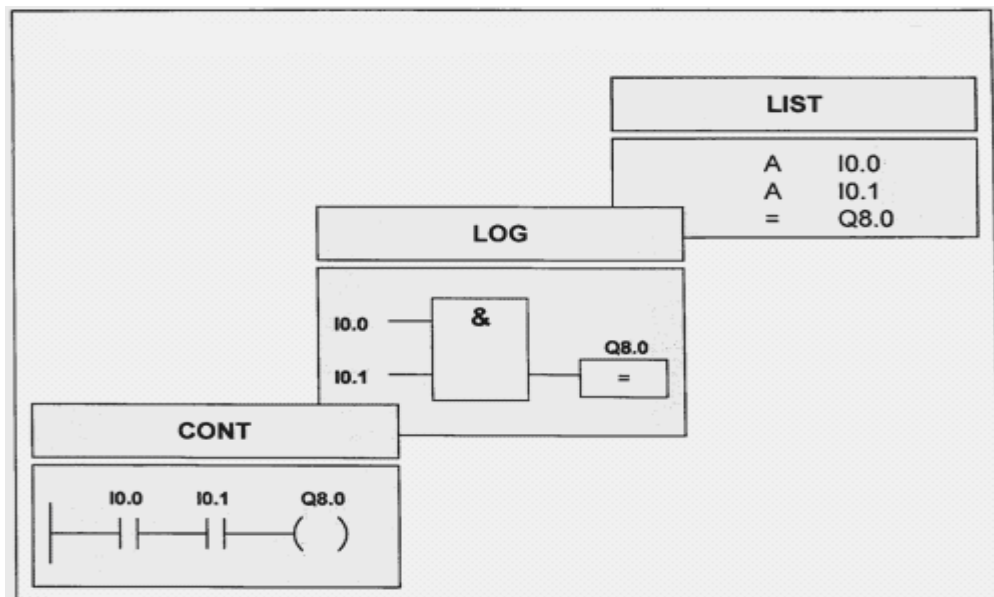 LIST
A I0.0
A I0.1
= Q8.0
LOG
I0.0
&
I0.1
Q8.0
=
CONT
I0.0 I0.1 Q8.0